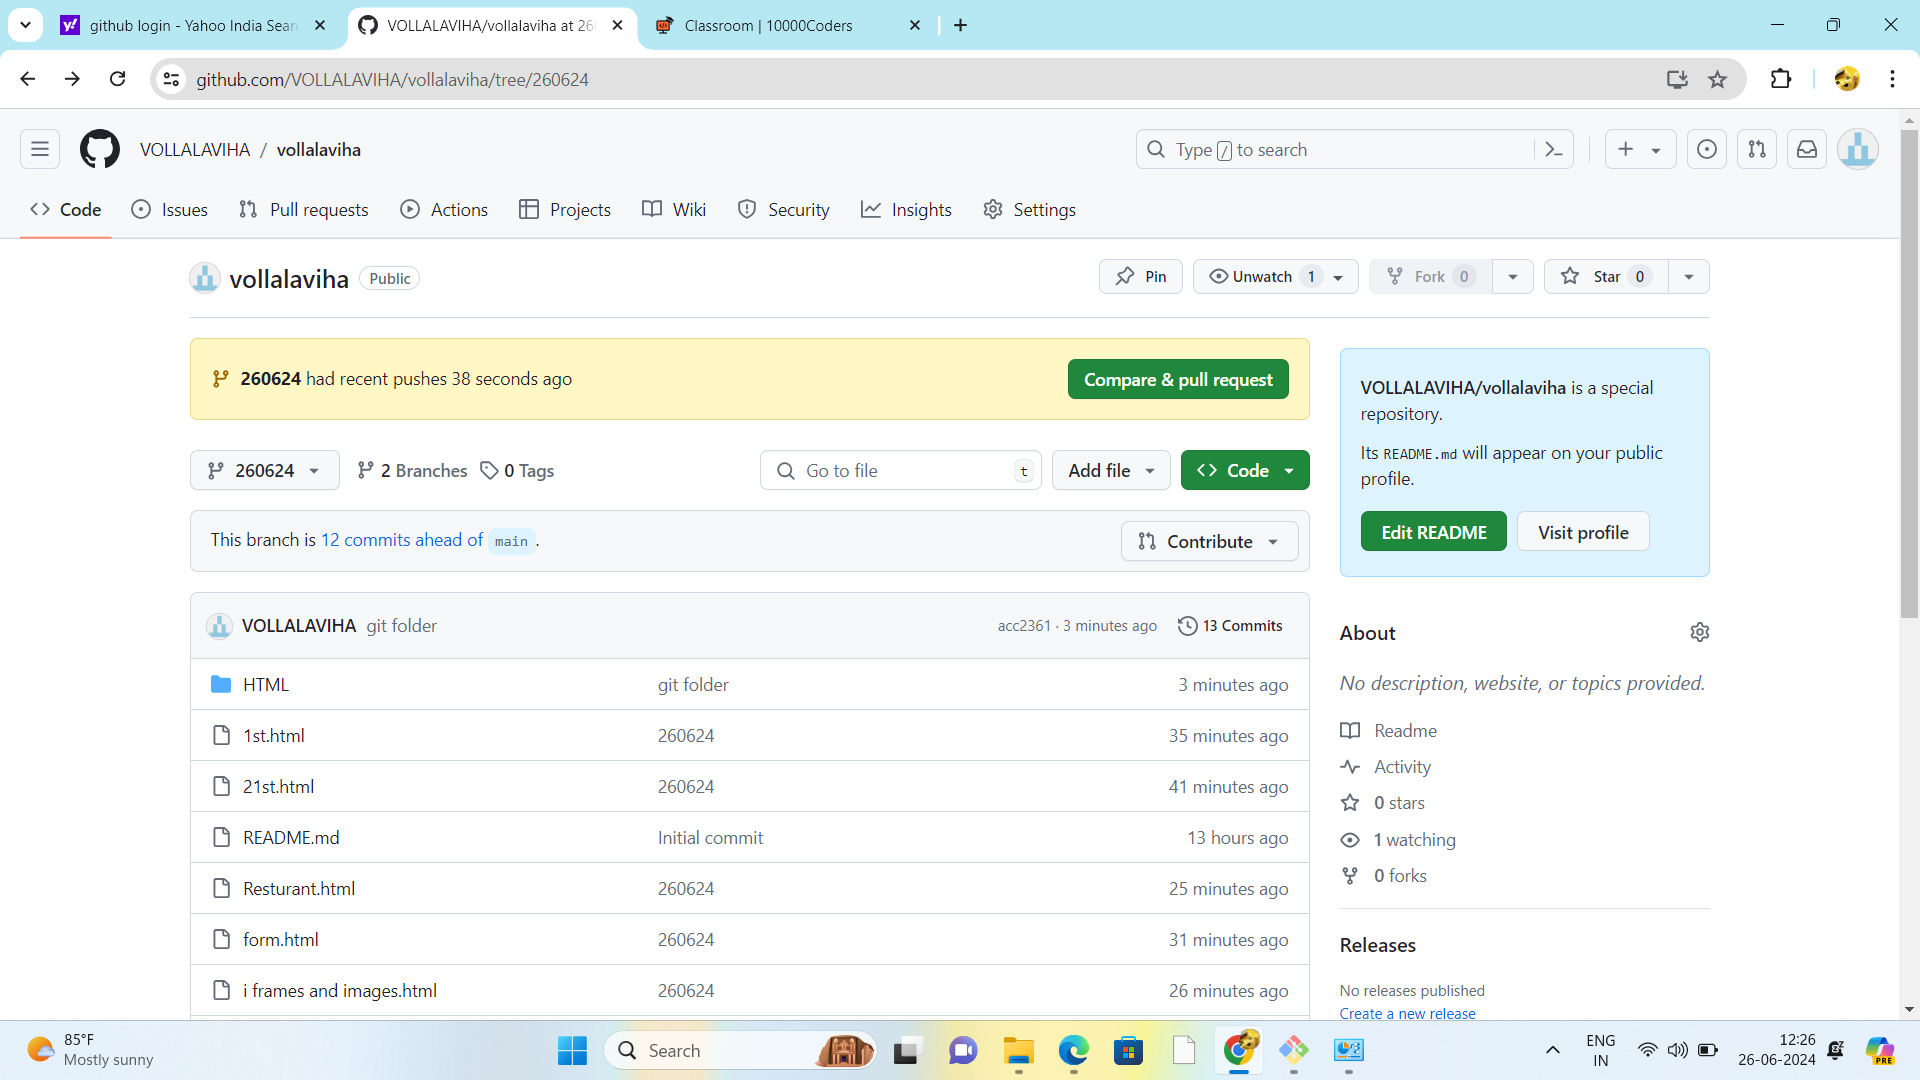 github login - Yahoo India Sear
VOLLALAVIHA/vollalaviha at 26
Classroom | 10000Coders
github.com/VOLLALAVIHA/vollalaviha/tree/260624
VOLLALAVIHA / vollalaviha
Type / to search
Code
Issues
Pull requests
Actions
Projects
Wiki
Security
Insights
Settings
vollalaviha
Public
Pin
Unwatch 1
Fork 0
Star 0
260624 had recent pushes 38 seconds ago
Compare & pull request
260624
2 Branches
0 Tags
Go to file
t
Add file
Code
This branch is 12 commits ahead of main .
Contribute
VOLLALAVIHA git folder
acc2361 · 3 minutes ago
13 Commits
HTML
git folder
3 minutes ago
1st.html
260624
35 minutes ago
21st.html
260624
41 minutes ago
README.md
Initial commit
13 hours ago
Resturant.html
260624
25 minutes ago
form.html
260624
31 minutes ago
i frames and images.html
260624
26 minutes ago
VOLLALAVIHA/vollalaviha is a special
repository.
Its README.md will appear on your public
profile.
Edit README
Visit profile
About
No description, website, or topics provided.
Readme
Activity
0 stars
1 watching
0 forks
Releases
No releases published
Create a new release
85°F
Mostly sunny
Search
ENG
IN
12:26
26-06-2024
PRE